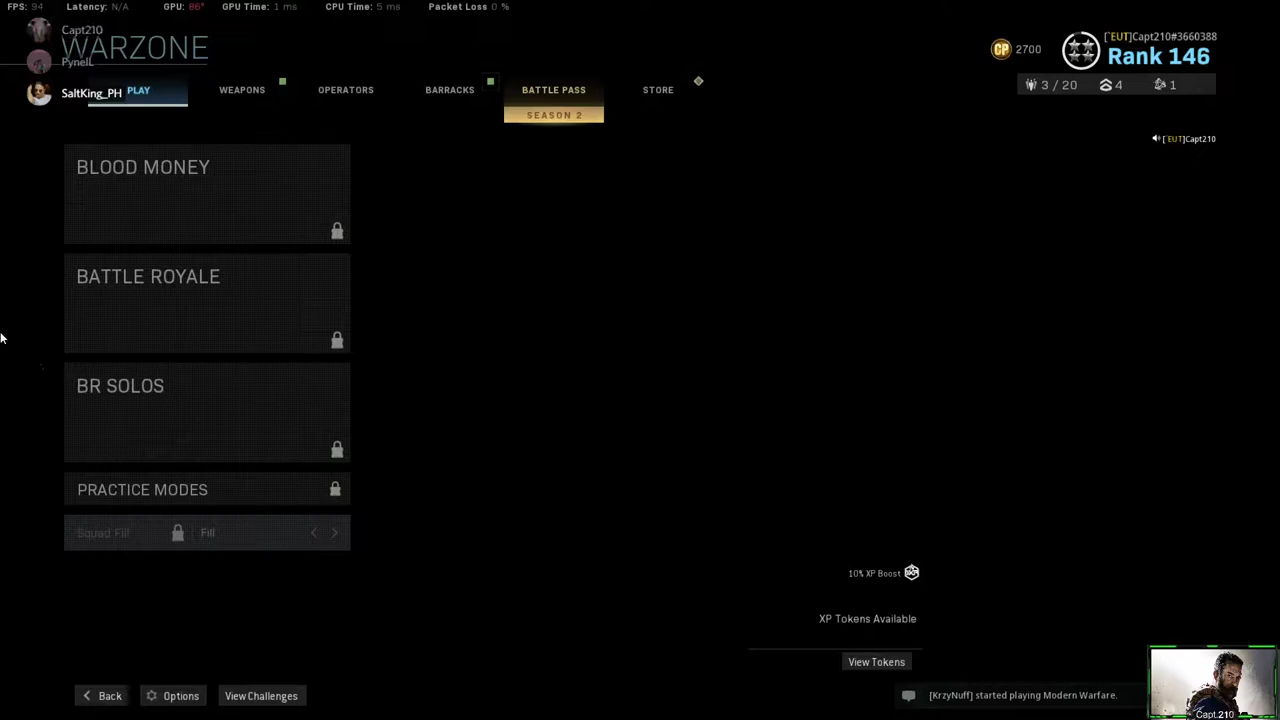 FPS: 94 Latency: N/A GPU: 86° GPU Time: 1 ms CPU Time: 5 ms Packet Loss 0 %
Capt210
WARZONE
PynelL
SaltKing_PH
PLAY
WEAPONS
OPERATORS
BARRACKS
BATTLE PASS
SEASON 2
STORE
CP 2700
[¨EUT]Capt210#3660388
Rank 146
3 / 20 4 1
[¨EUT]Capt210
BLOOD MONEY
BATTLE ROYALE
BR SOLOS
PRACTICE MODES
Squad Fill Fill
10% XP Boost
XP Tokens Available
View Tokens
Back Options View Challenges
[KrzyNuff] started playing Modern Warfare.
Capt.210